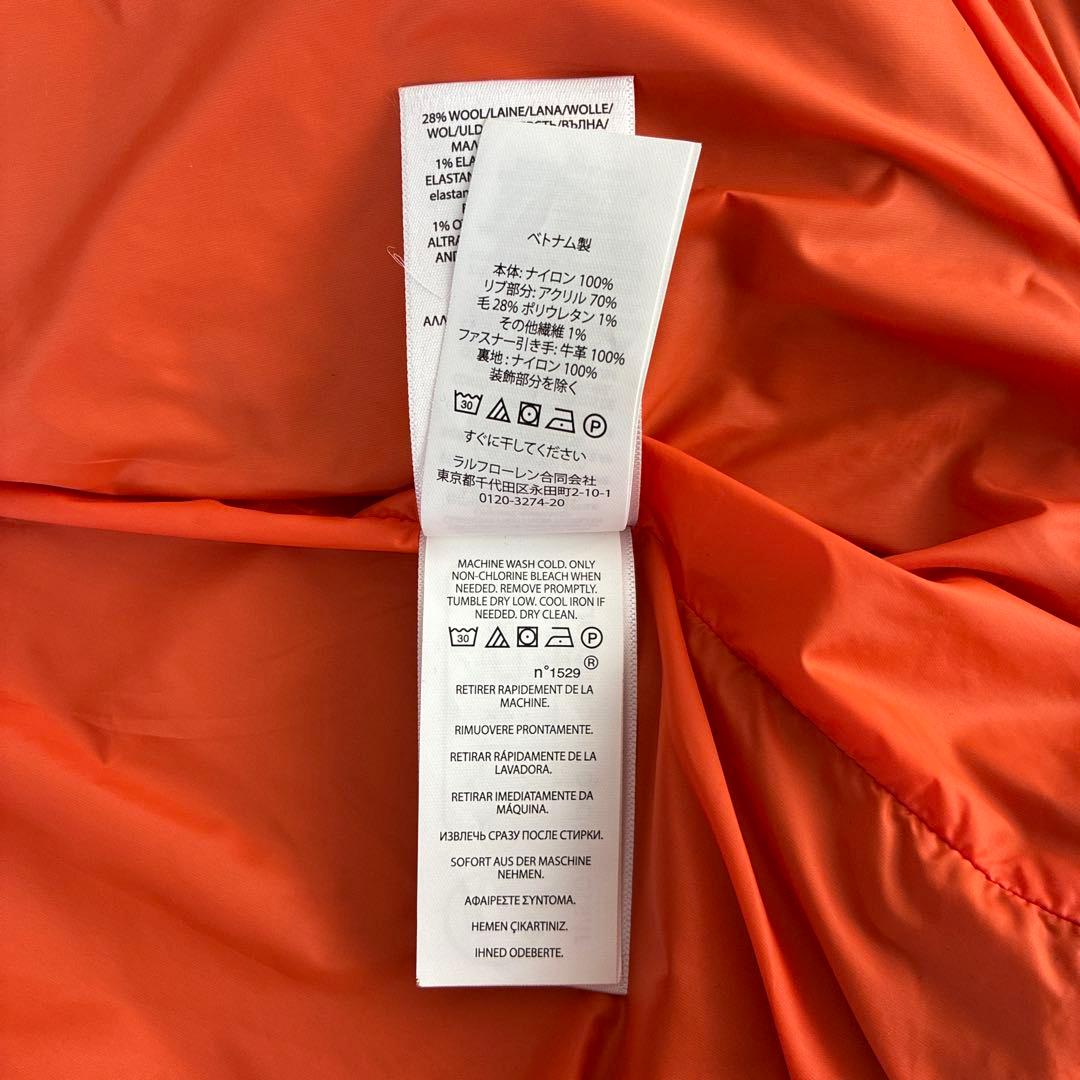 28% WOOL/LAINE/LANA/WOLLE/
WOL/ULD
1%
1%
AND
ベトナム製
本体: ナイロン 100%
リブ部分: アクリル 70%
毛 28% ポリウレタン 1%
その他繊維 1%
ファスナー引き手: 牛革 100%
裏地 : ナイロン 100%
装飾部分を除く
30 P
すぐに干してください
ラルフローレン合同会社
東京都千代田区永田町2-10-1
0120-3274-20
MACHINE WASH COLD. ONLY
NON-CHLORINE BLEACH WHEN
NEEDED. REMOVE PROMPTLY.
TUMBLE DRY LOW. COOL IRON IF
NEEDED. DRY CLEAN.
30 P
n°1529 ®
RETIRER RAPIDEMENT DE LA
MACHINE.
RIMUOVERE PRONTAMENTE.
RETIRAR RÁPIDAMENTE DE LA
LAVADORA.
RETIRAR IMEDIATAMENTE DA
MÁQUINA.
ИЗВЛЕЧЬ СРАЗУ ПОСЛЕ СТИРКИ.
SOFORT AUS DER MASCHINE
NEHMEN.
ΑΦΑΙΡΕΣΤΕ ΣΥΝΤΟΜΑ.
HEMEN ÇIKARTINIZ.
IHNED ODEBERTE.